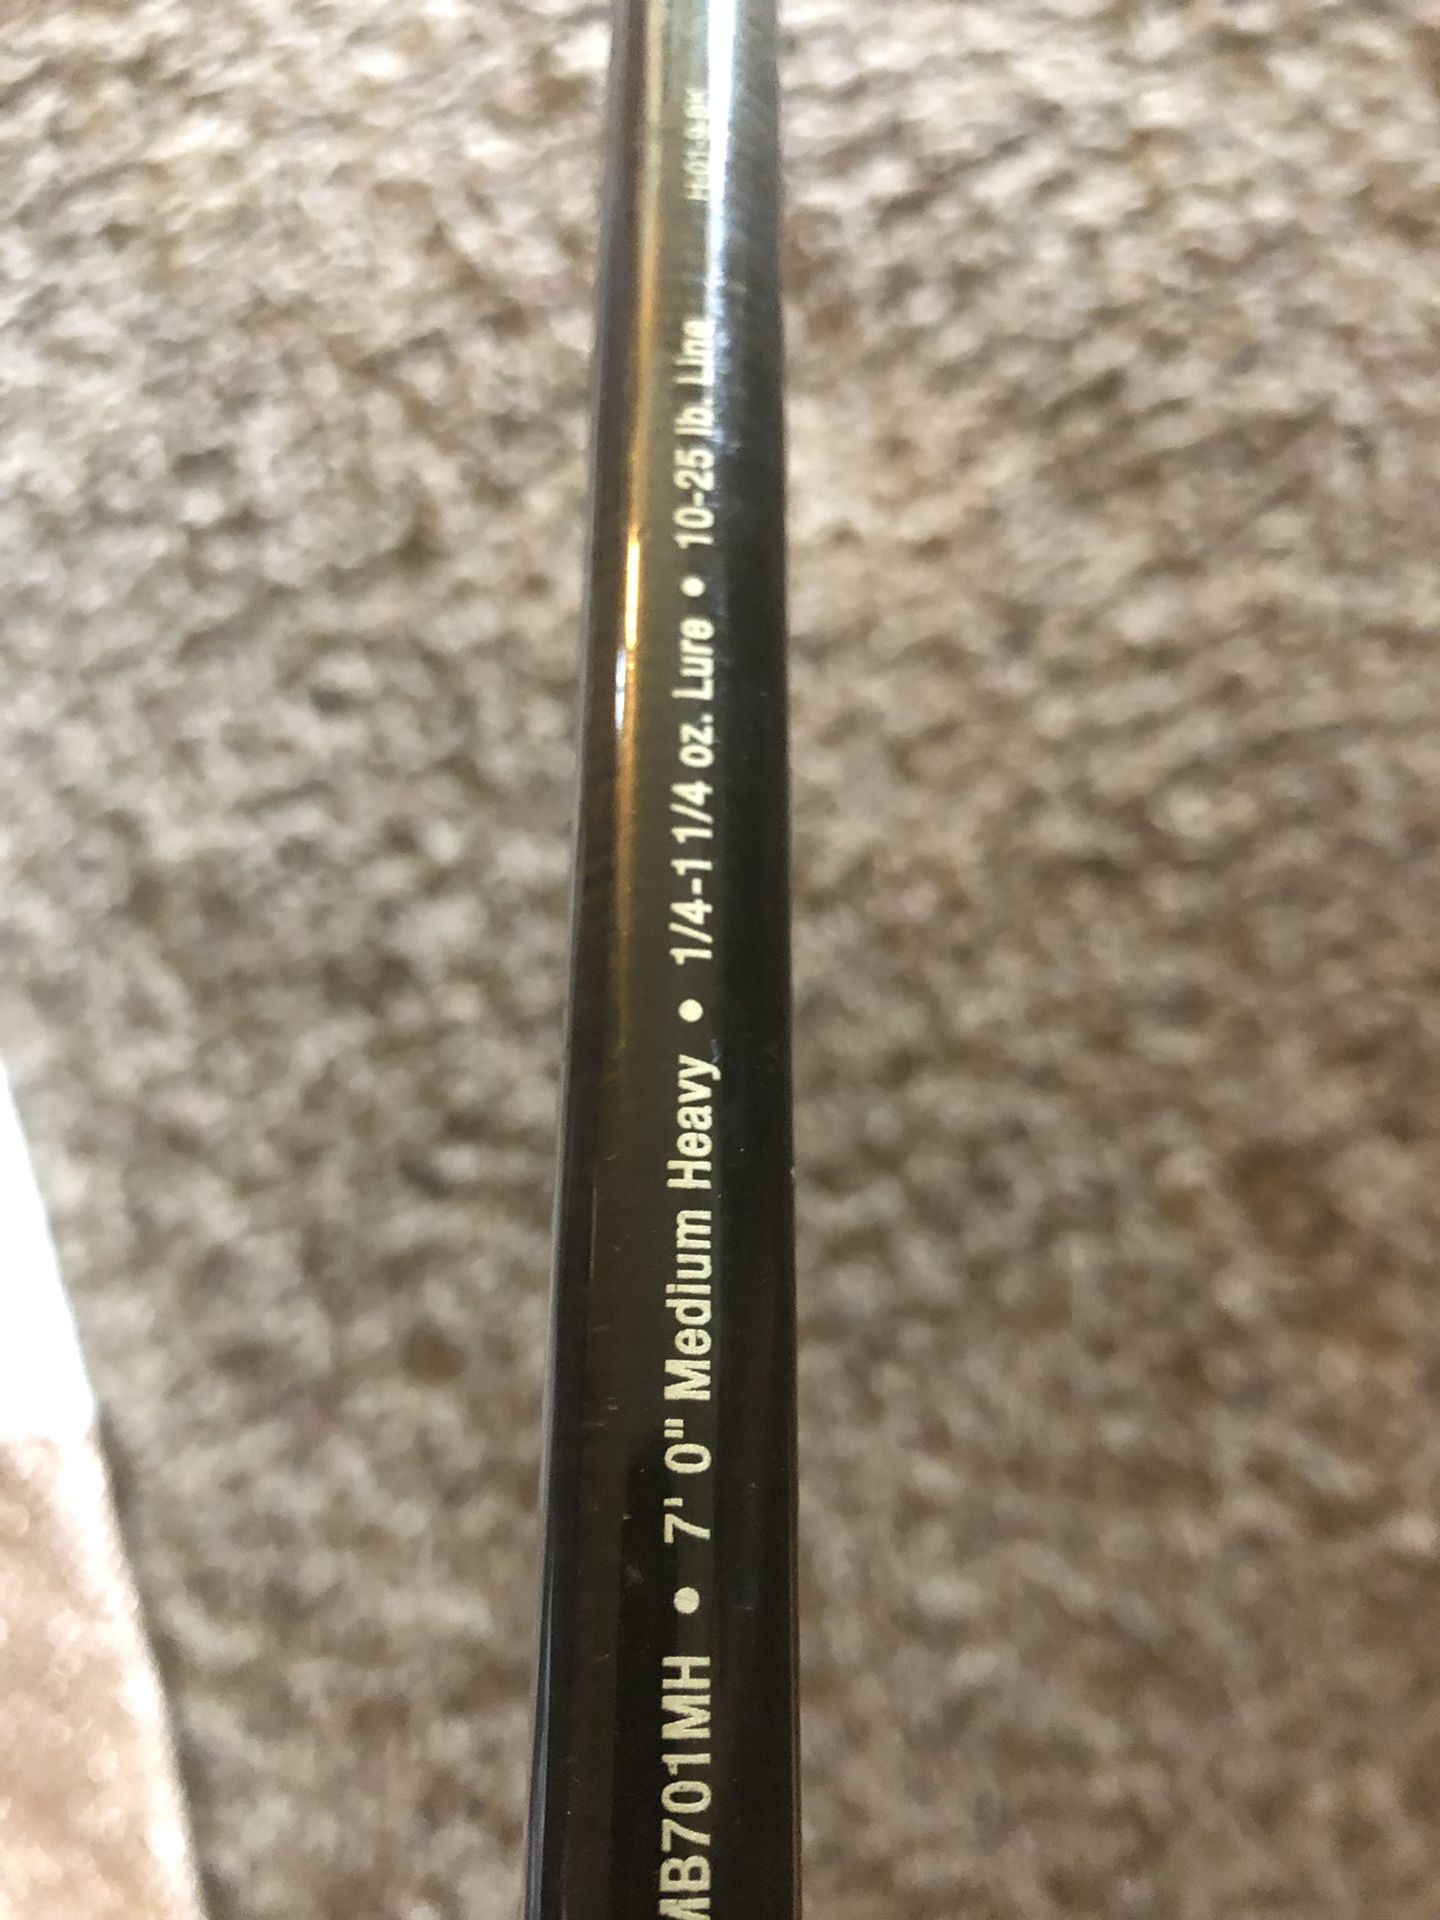 MB701MH • 7' 0" Medium Heavy • 1/4-1 1/4 oz. Lure • 10-25 lb. Line